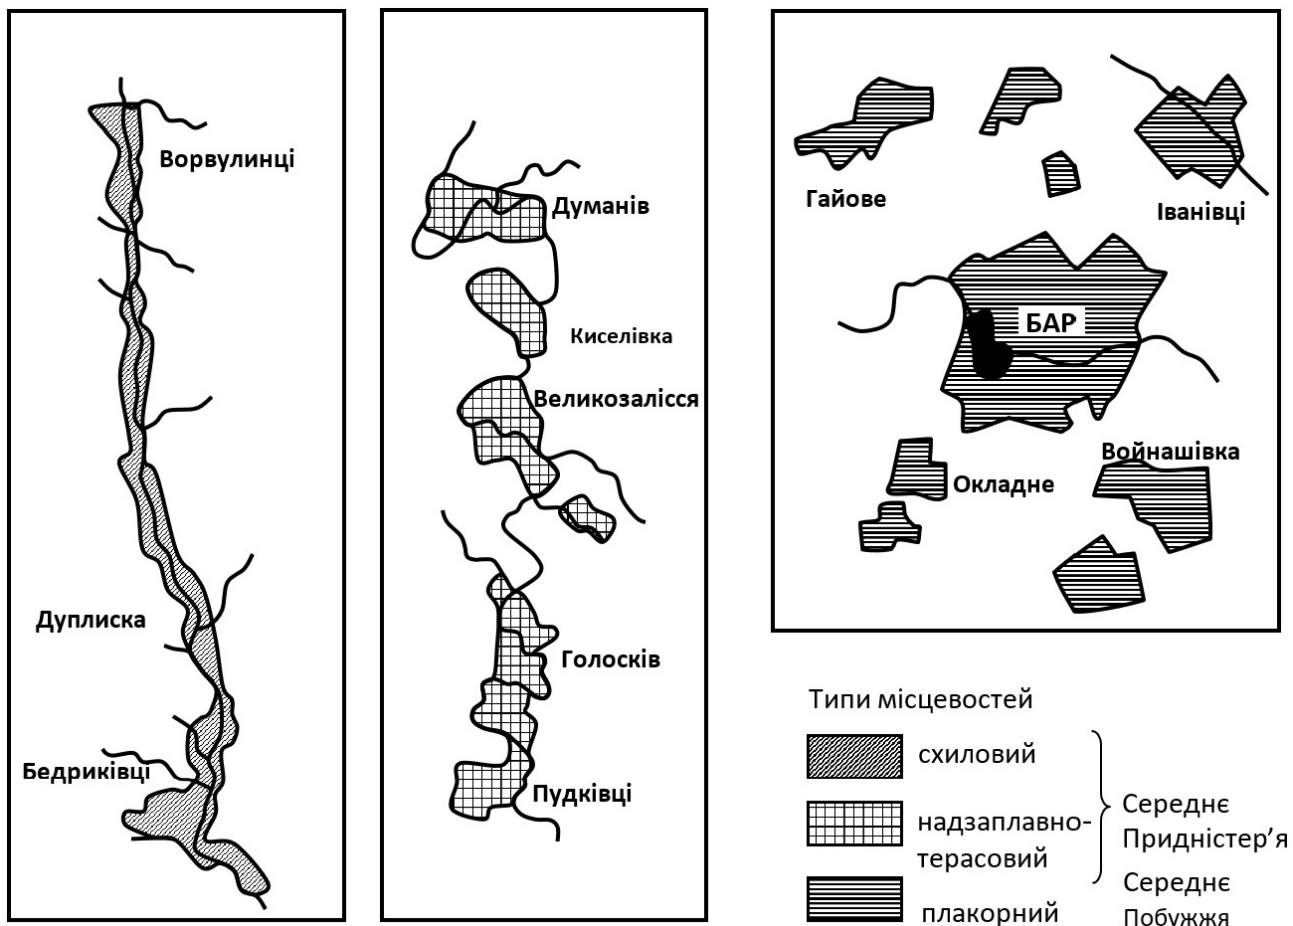 Ворвулинці
Дуплиска
Бедриківці
Думанів
Киселівка
Великозалісся
Голосків
Пудківці
Гайове
Іванівці
БАР
Войнашівка
Окладне
Типи місцевостей
схиловий
надзаплавно-
терасовий
плакорний
Середнє
Придністер’я
Середнє
Побужжя